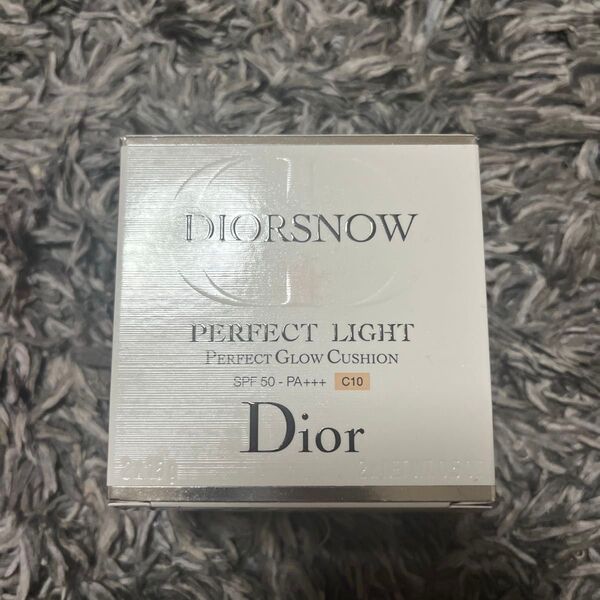 DIORSNOW
PERFECT LIGHT
PERFECT GLOW CUSHION
SPF 50 - PA+++ C10
Dior